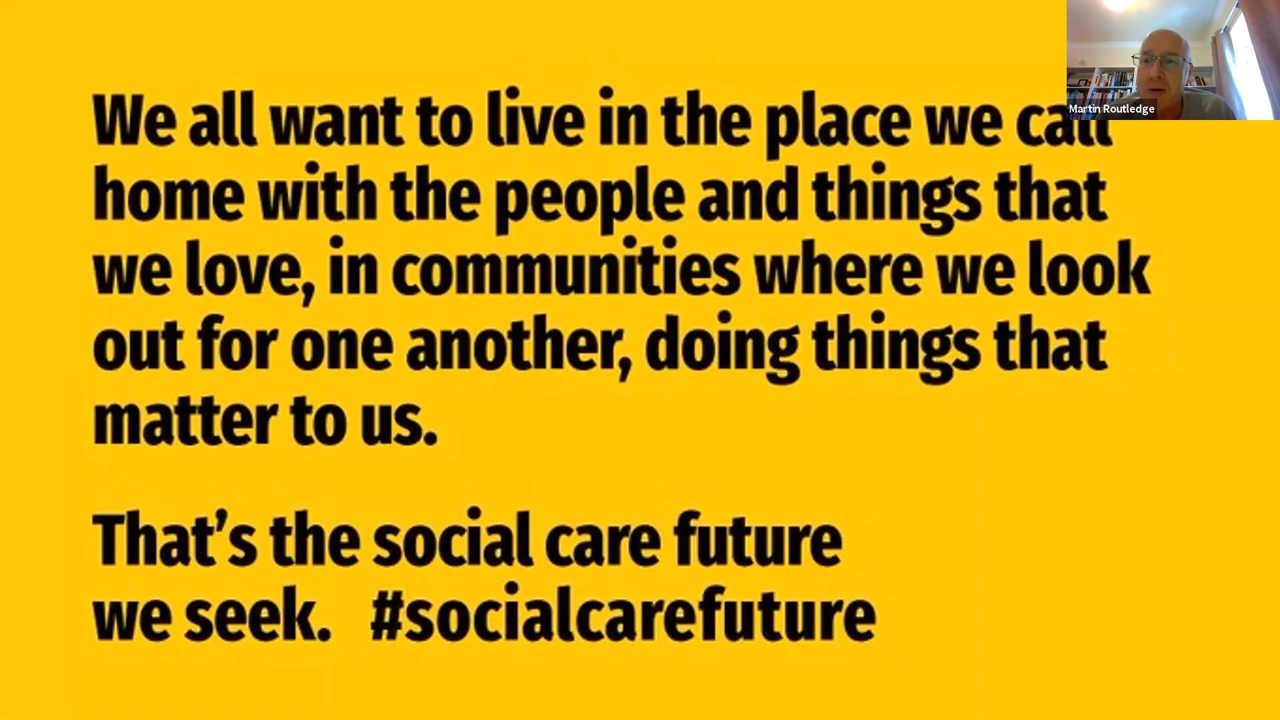 We all want to live in the place we call
home with the people and things that
we love, in communities where we look
out for one another, doing things that
matter to us.
That’s the social care future
we seek. #socialcarefuture
Martin Routledge